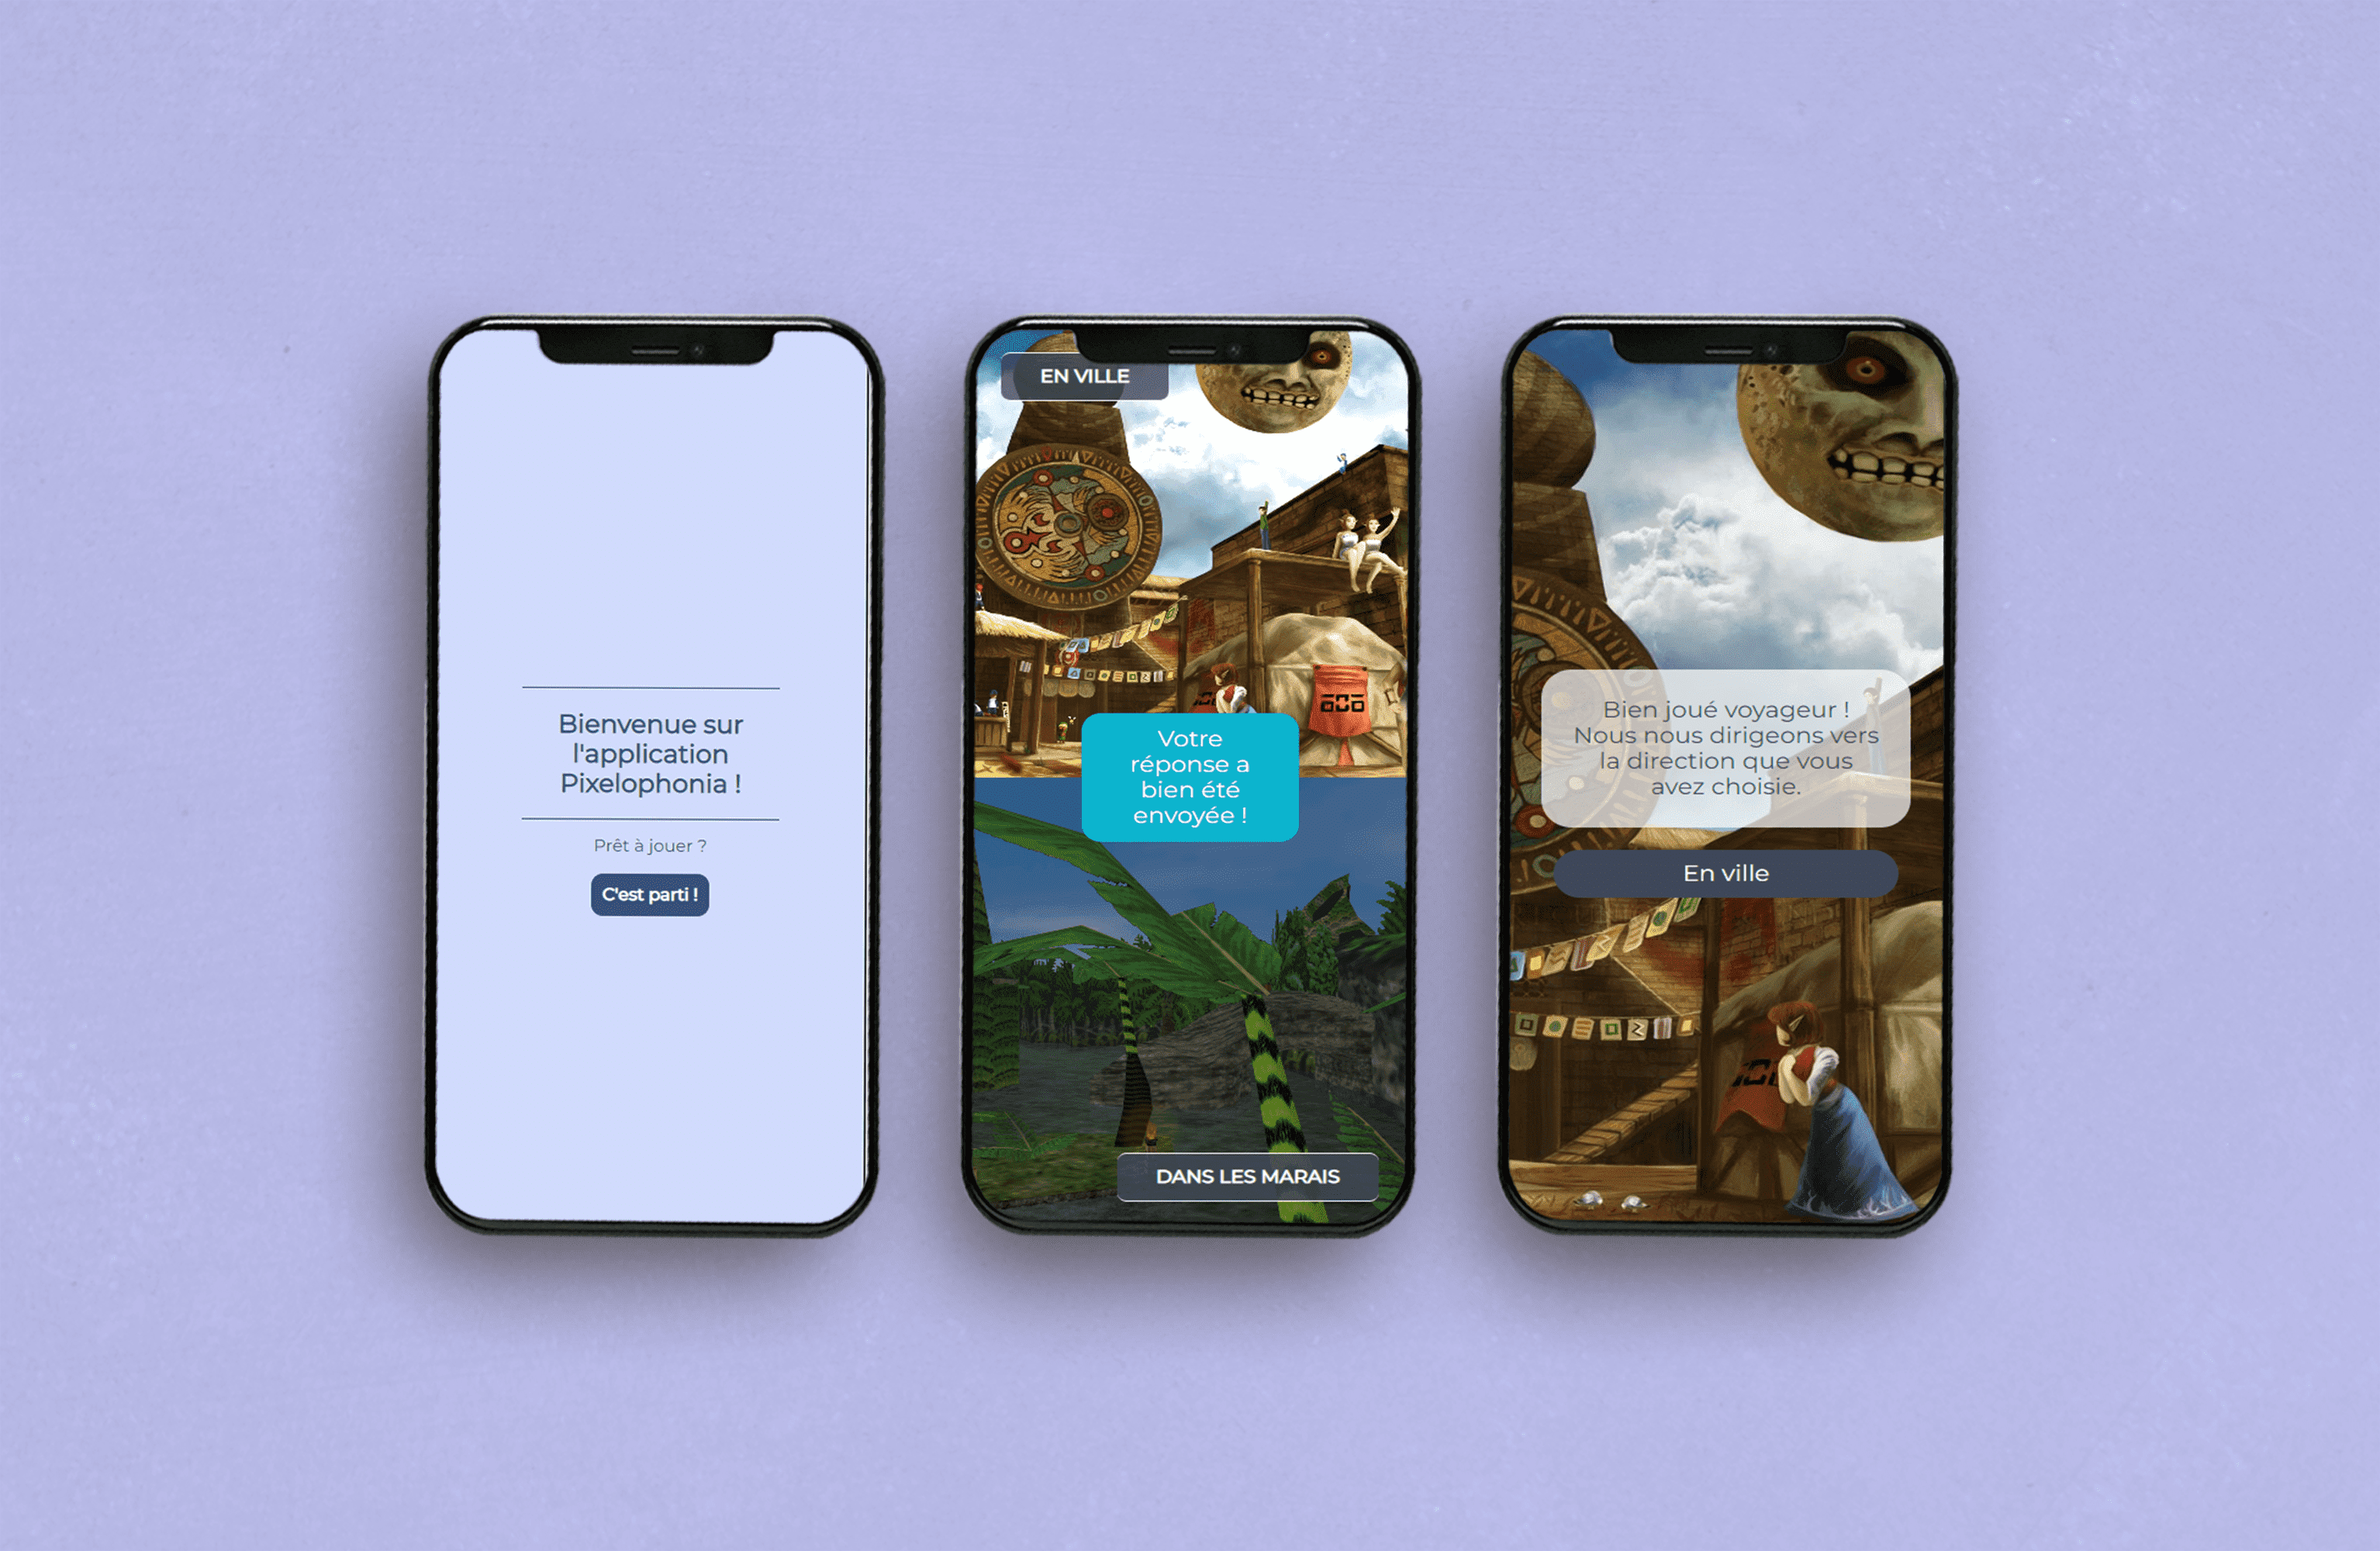 Bienvenue sur
l'application
Pixelophonia !
Prêt à jouer ?
C'est parti !
EN VILLE
Votre
réponse a
bien été
envoyée !
DANS LES MARAIS
Bien joué voyageur !
Nous nous dirigeons vers
la direction que vous
avez choisie.
En ville